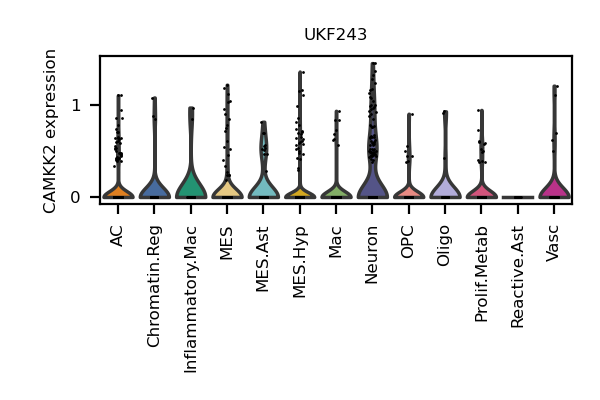 UKF243
CAMKK2 expression
1
0
AC
Chromatin.Reg
Inflammatory.Mac
MES
MES.Ast
MES.Hyp
Mac
Neuron
OPC
Oligo
Prolif.Metab
Reactive.Ast
Vasc